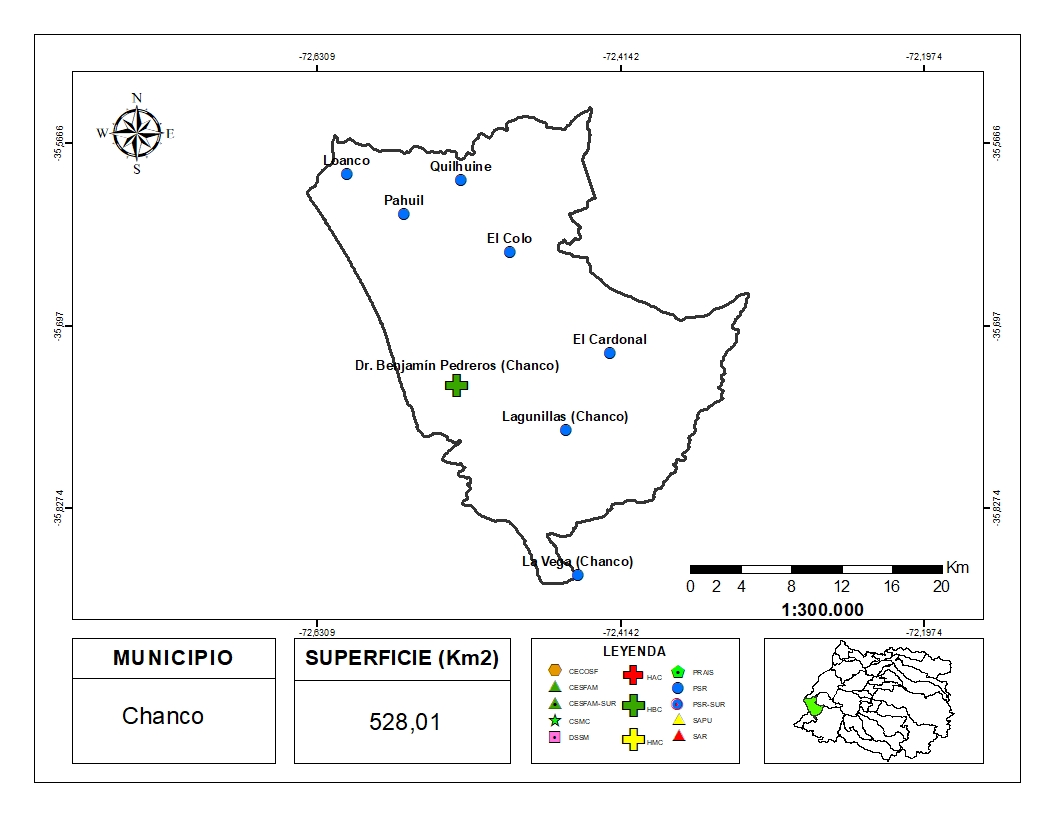 -72,6309 -72,4142 -72,1974
N
W E
S
-35,5666 -35,5666
Loanco
Quilhuine
Pahuil
El Colo
-35,697 -35,697
El Cardonal
Dr. Benjamín Pedreros (Chanco)
Lagunillas (Chanco)
-35,8274 -35,8274
La Vega (Chanco)
Km
0 2 4 8 12 16 20
1:300.000
-72,6309 -72,4142 -72,1974
MUNICIPIO
Chanco
SUPERFICIE (Km2)
528,01
LEYENDA
CECOSF
CESFAM
CESFAM-SUR
CSMC
DSSM
HAC
HBC
HMC
PRAIS
PSR
PSR-SUR
SAPU
SAR